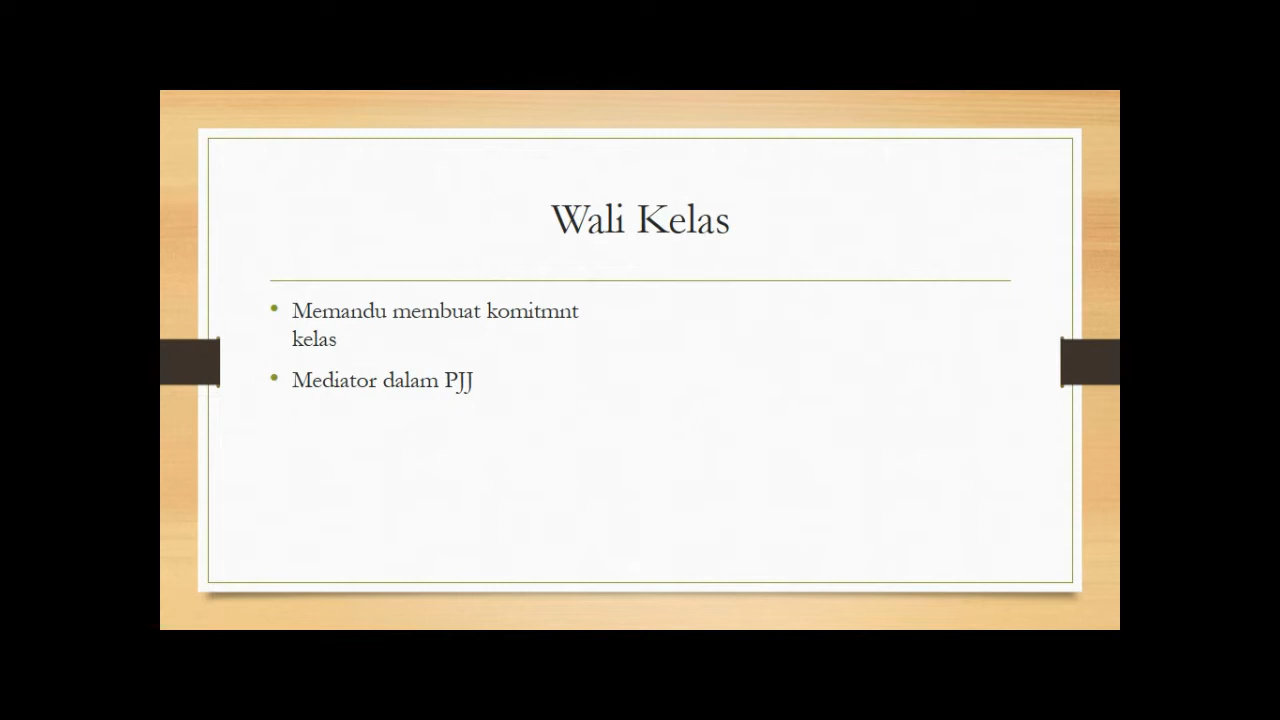 Wali Kelas
Memandu membuat komitmnt
kelas
Mediator dalam PJJ